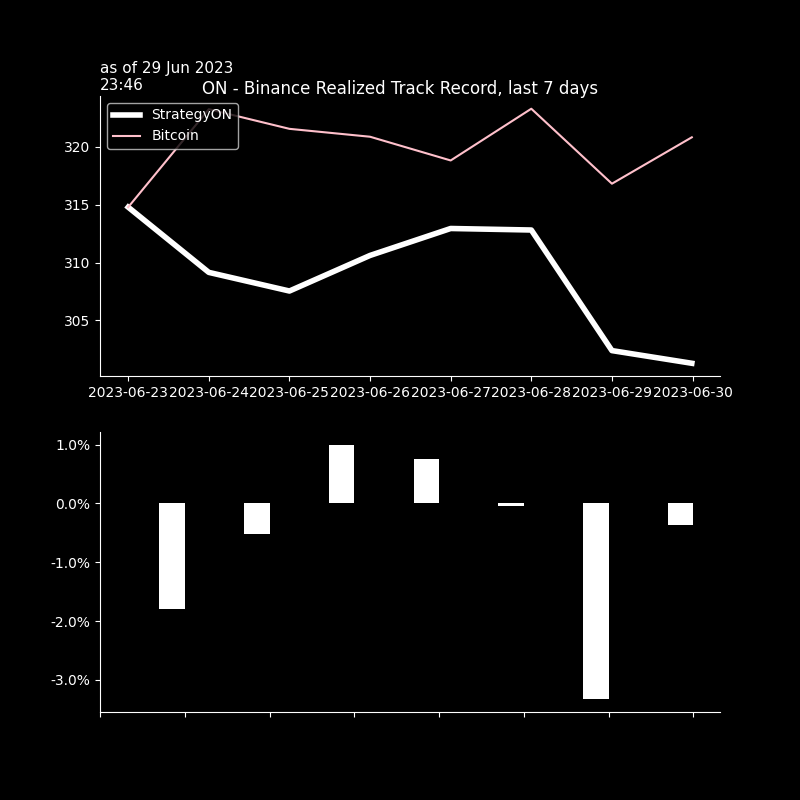 as of 29 Jun 2023
23:46
ON - Binance Realized Track Record, last 7 days
StrategyON
Bitcoin
320
315
310
305
2023-06-23 2023-06-24 2023-06-25 2023-06-26 2023-06-27 2023-06-28 2023-06-29 2023-06-30
1.0%
0.0%
-1.0%
-2.0%
-3.0%